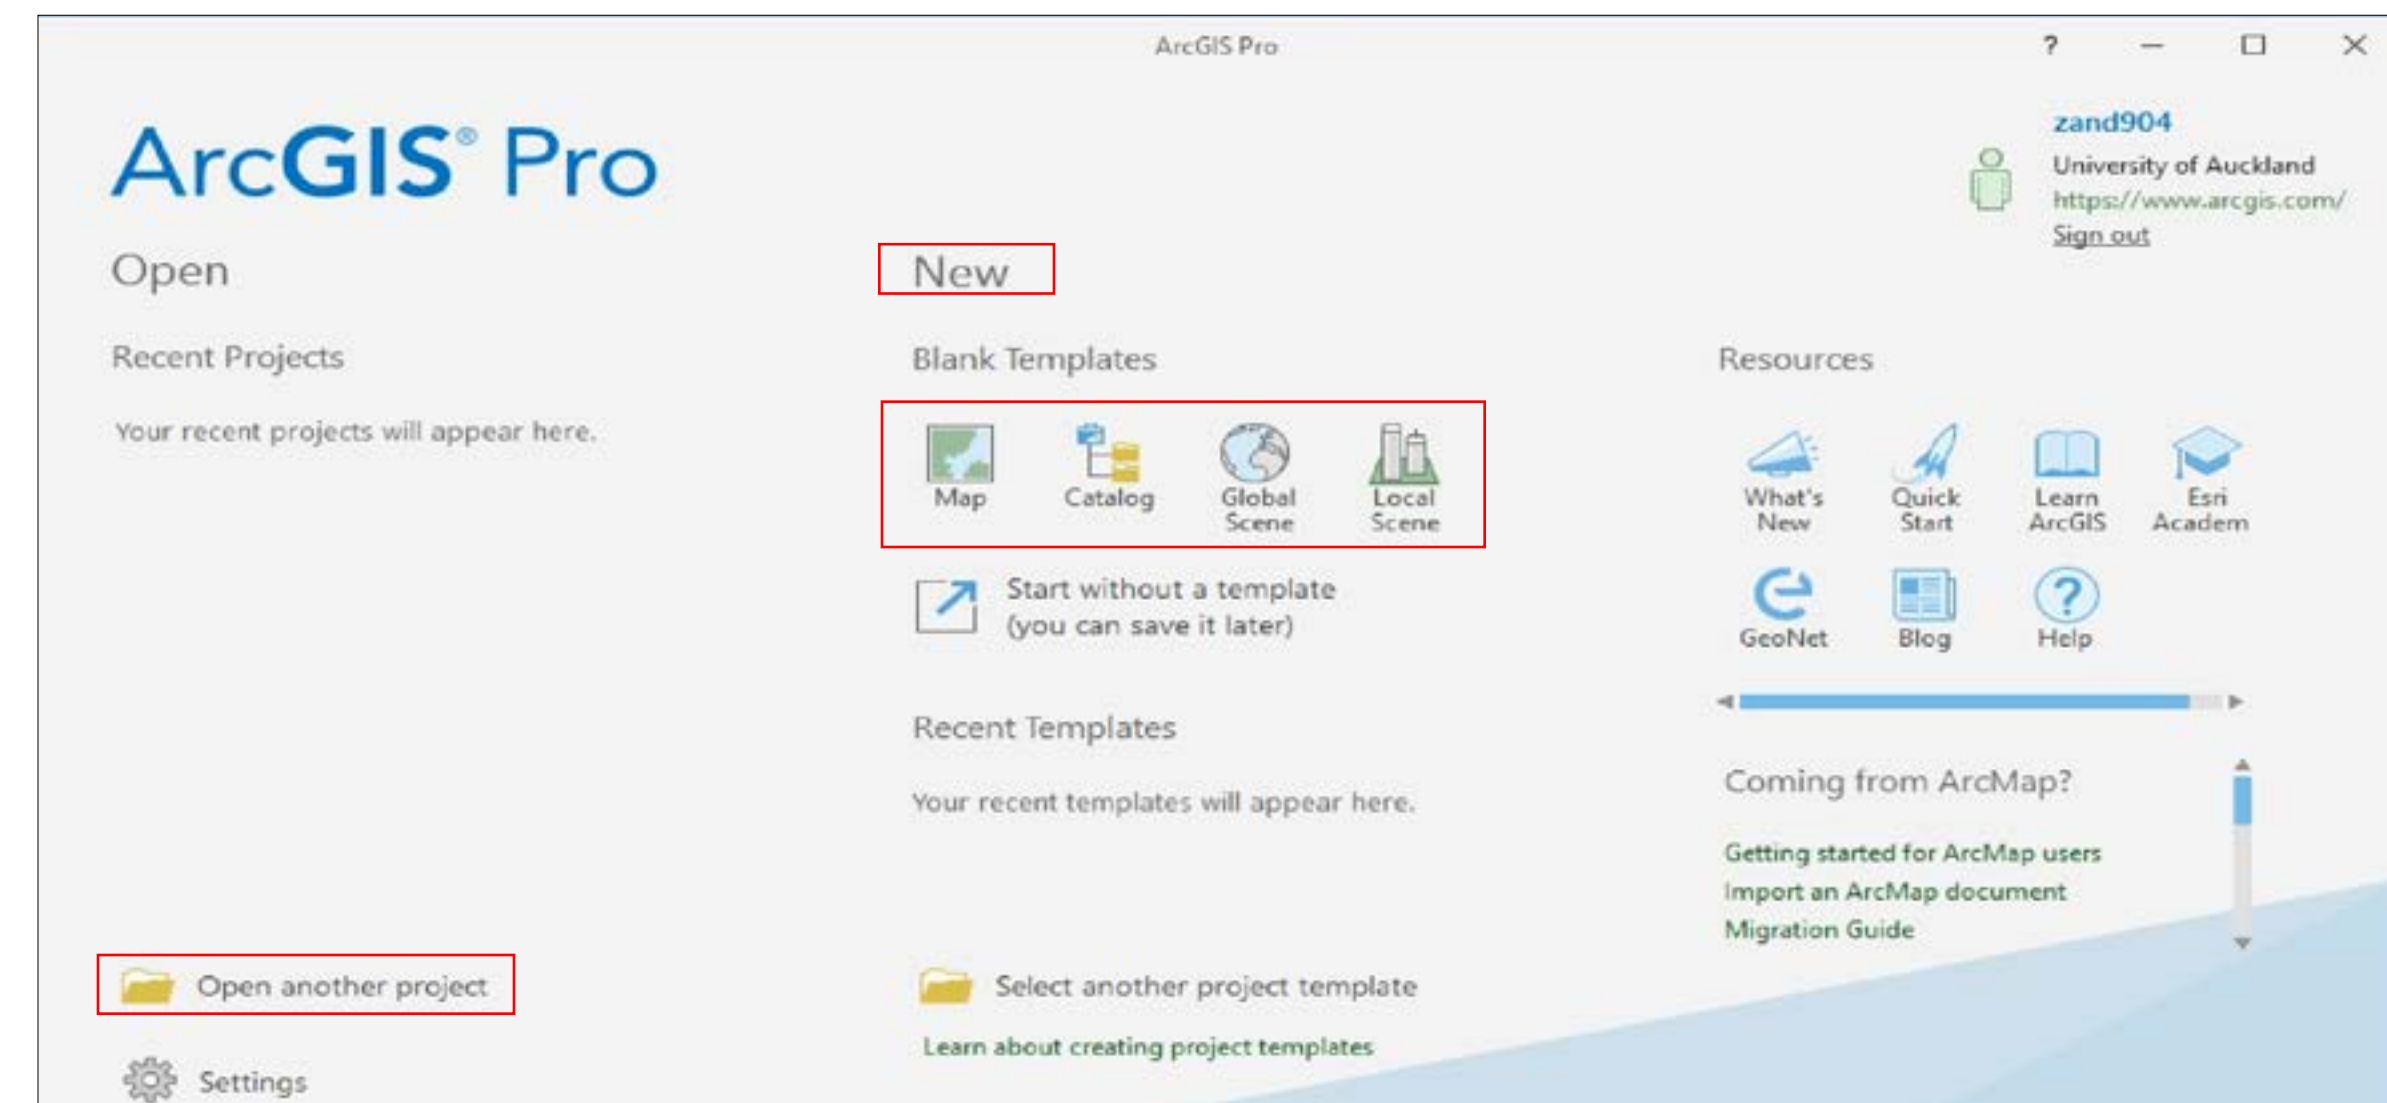 ArcGIS Pro
?
ArcGIS® Pro
zand904
University of Auckland
https://www.arcgis.com/
Sign out
Open
Recent Projects
Your recent projects will appear here.
Open another project
Settings
New
Blank Templates
Map
Catalog
Global
Scene
Local
Scene
Start without a template
(you can save it later)
Recent Templates
Your recent templates will appear here.
Select another project template
Learn about creating project templates
Resources
What's
New
Quick
Start
Learn
ArcGIS
Esri
Academ
GeoNet
Blog
Help
Coming from ArcMap?
Getting started for ArcMap users
Import an ArcMap document
Migration Guide